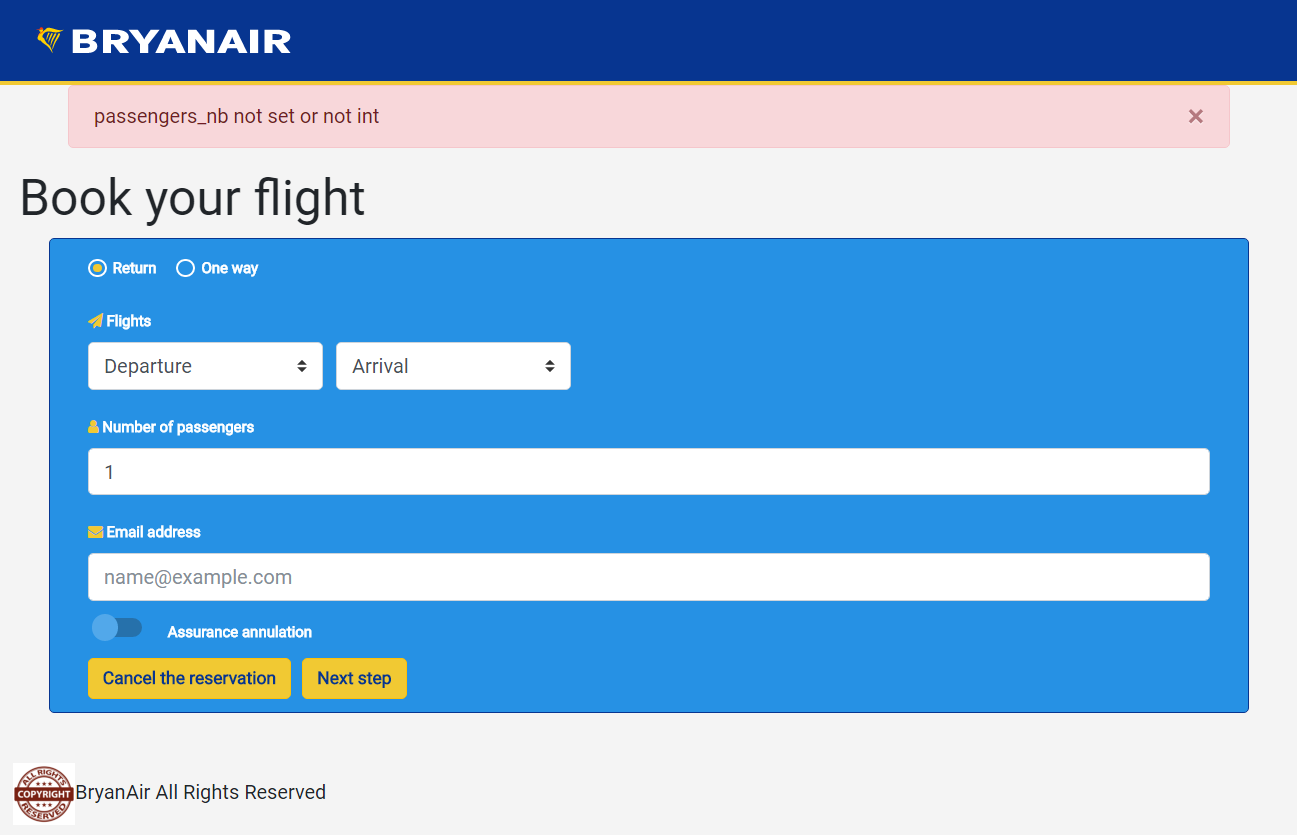 BRYANAIR
passengers_nb not set or not int ×
Book your flight
Return One way
Flights
Departure Arrival
Number of passengers
1
Email address
name@example.com
Assurance annulation
Cancel the reservation Next step
ALL RIGHTS
COPYRIGHT
RESERVED
BryanAir All Rights Reserved